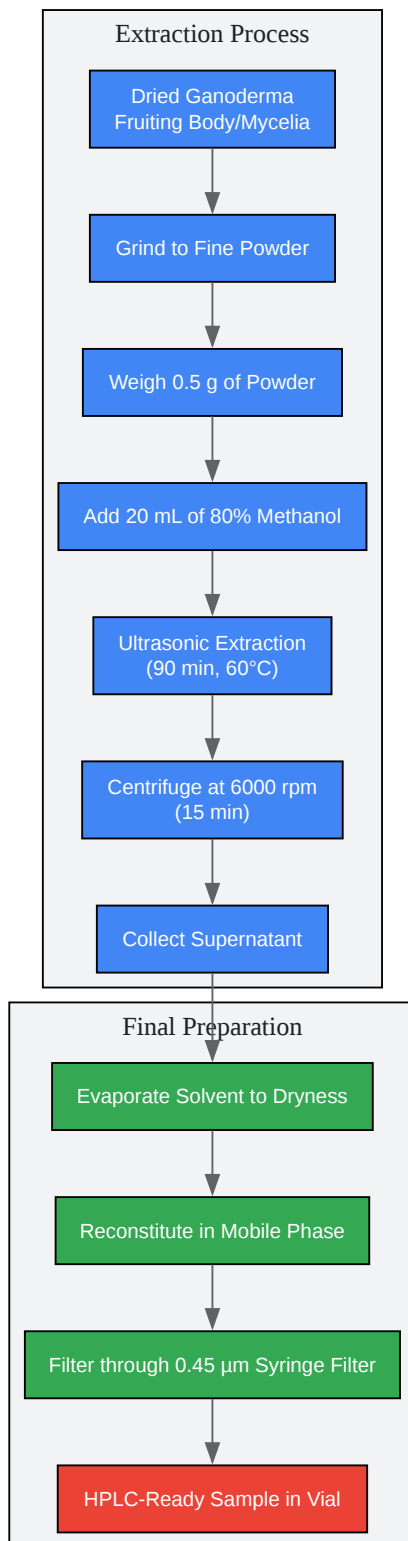 Extraction Process
Dried Ganoderma
Fruiting Body/Mycelia
Grind to Fine Powder
Weigh 0.5 g of Powder
Add 20 mL of 80% Methanol
Ultrasonic Extraction
(90 min, 60°C)
Centrifuge at 6000 rpm
(15 min)
Collect Supernatant
Final Preparation
Evaporate Solvent to Dryness
Reconstitute in Mobile Phase
Filter through 0.45 µm Syringe Filter
HPLC-Ready Sample in Vial